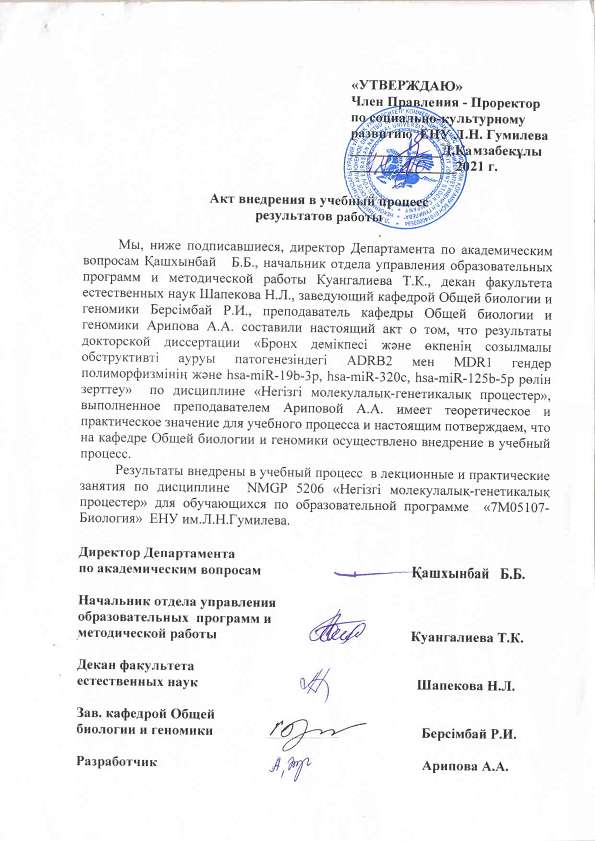 «УТВЕРЖДАЮ»
Член Правления - Проректор
по социально-культурному
развитию ЕНУ Л.Н. Гумилева
Д.Қамзабекұлы
2021 г.
Акт внедрения в учебный процесс
результатов работы
Мы, ниже подписавшиеся, директор Департамента по академическим
вопросам Қашхынбай Б.Б., начальник отдела управления образовательных
программ и методической работы Куангалиева Т.К., декан факультета
естественных наук Шапекова Н.Л., заведующий кафедрой Общей биологии и
геномики Берсімбай Р.И., преподаватель кафедры Общей биологии и
геномики Арипова А.А. составили настоящий акт о том, что результаты
докторской диссертации «Бронх демікпесі және өкпенің созылмалы
обструктивті ауруы патогенезіндегі ADRB2 мен MDR1 гендер
полиморфизмінің және hsa-miR-19b-3p, hsa-miR-320c, hsa-miR-125b-5p рөлін
зерттеу» по дисциплине «Негізгі молекулалық-генетикалық процестер»,
выполненное преподавателем Ариповой А.А. имеет теоретическое и
практическое значение для учебного процесса и настоящим потверждаем, что
на кафедре Общей биологии и геномики осуществлено внедрение в учебный
процесс.
Результаты внедрены в учебный процесс в лекционные и практические
занятия по дисциплине NMGP 5206 «Негізгі молекулалық-генетикалық
процестер» для обучающихся по образовательной программе «7М05107-
Биология» ЕНУ им.Л.Н.Гумилева.
Директор Департамента
по академическим вопросам Қашхынбай Б.Б.
Начальник отдела управления
образовательных программ и
методической работы Куангалиева Т.К.
Декан факультета
естественных наук Шапекова Н.Л.
Зав. кафедрой Общей
биологии и геномики Берсімбай Р.И.
Разработчик Арипова А.А.